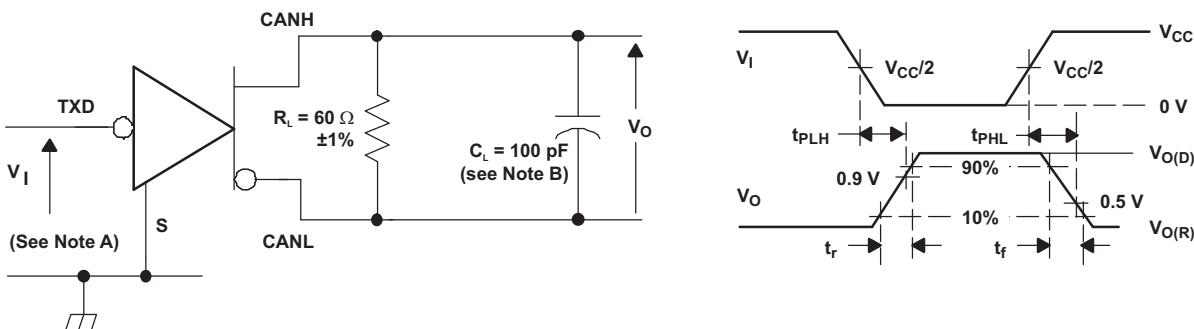 CANH
TXD
R_L = 60 Ω
±1%
C_L = 100 pF
(see Note B)
V_O
V_I
(See Note A)
S
CANL
V_I
V_CC
V_CC/2
V_CC/2
0 V
t_PLH
t_PHL
V_O(D)
90%
0.9 V
V_O
0.5 V
10%
V_O(R)
t_r
t_f